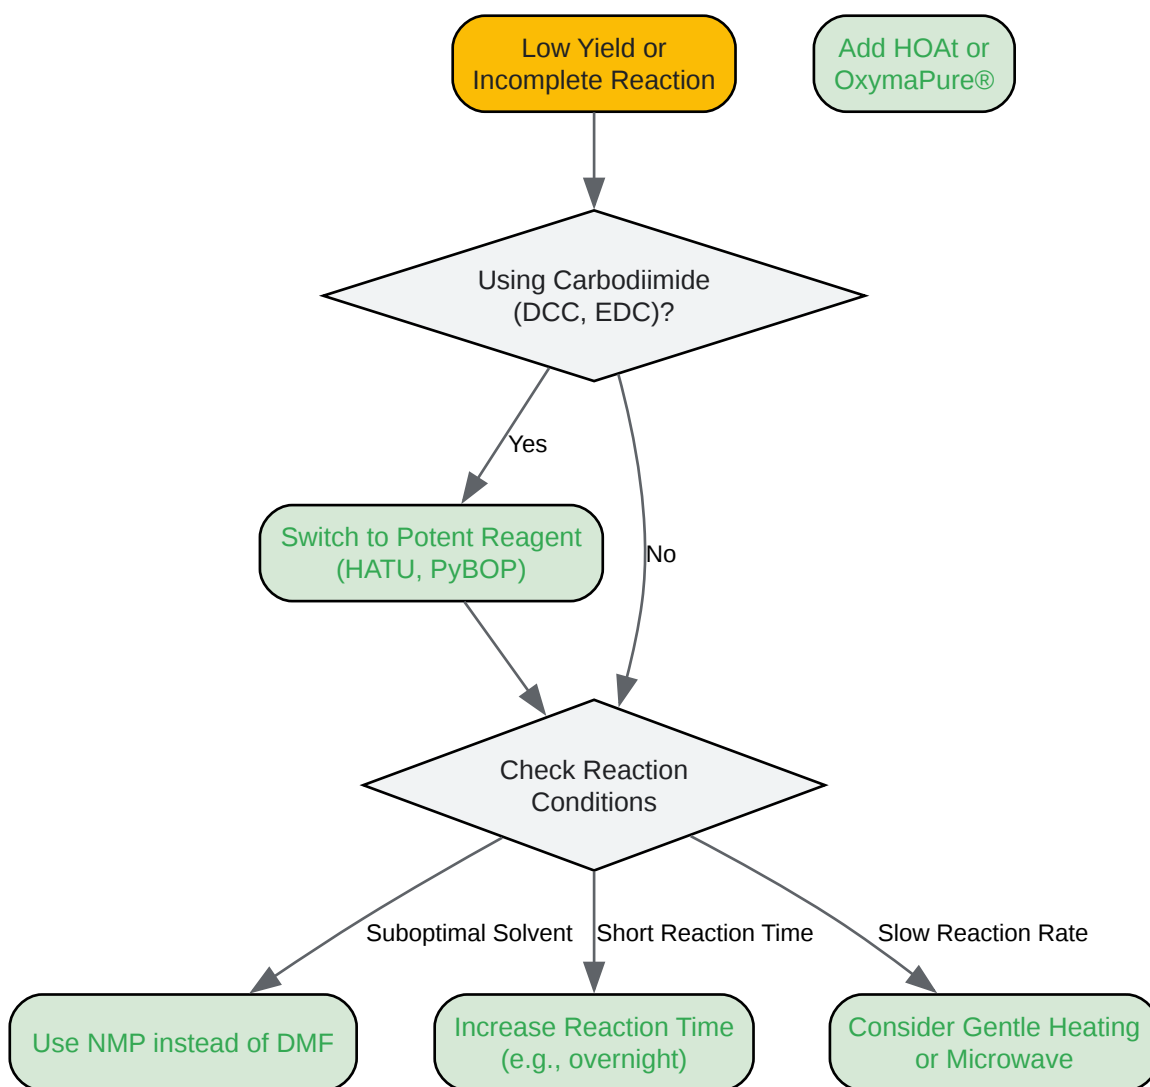 Low Yield or
Incomplete Reaction
Add HOAt or
OxymaPure®
Using Carbodiimide
(DCC, EDC)?
Yes
Switch to Potent Reagent
(HATU, PyBOP)
No
Check Reaction
Conditions
Suboptimal Solvent
Short Reaction Time
Slow Reaction Rate
Use NMP instead of DMF
Increase Reaction Time
(e.g., overnight)
Consider Gentle Heating
or Microwave